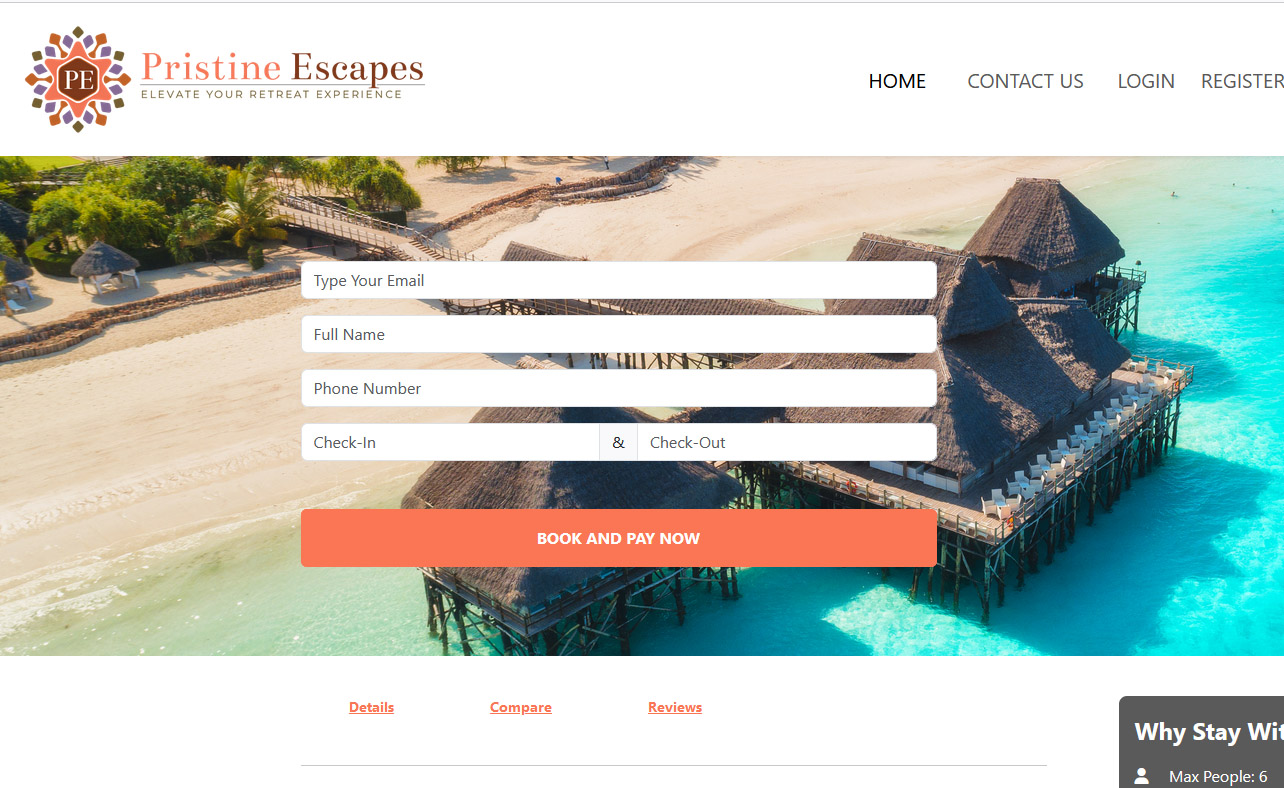 PE
Pristine Escapes
ELEVATE YOUR RETREAT EXPERIENCE
HOME CONTACT US LOGIN REGISTER
Type Your Email
Full Name
Phone Number
Check-In & Check-Out
BOOK AND PAY NOW
Details Compare Reviews
Why Stay Wit
Max People: 6